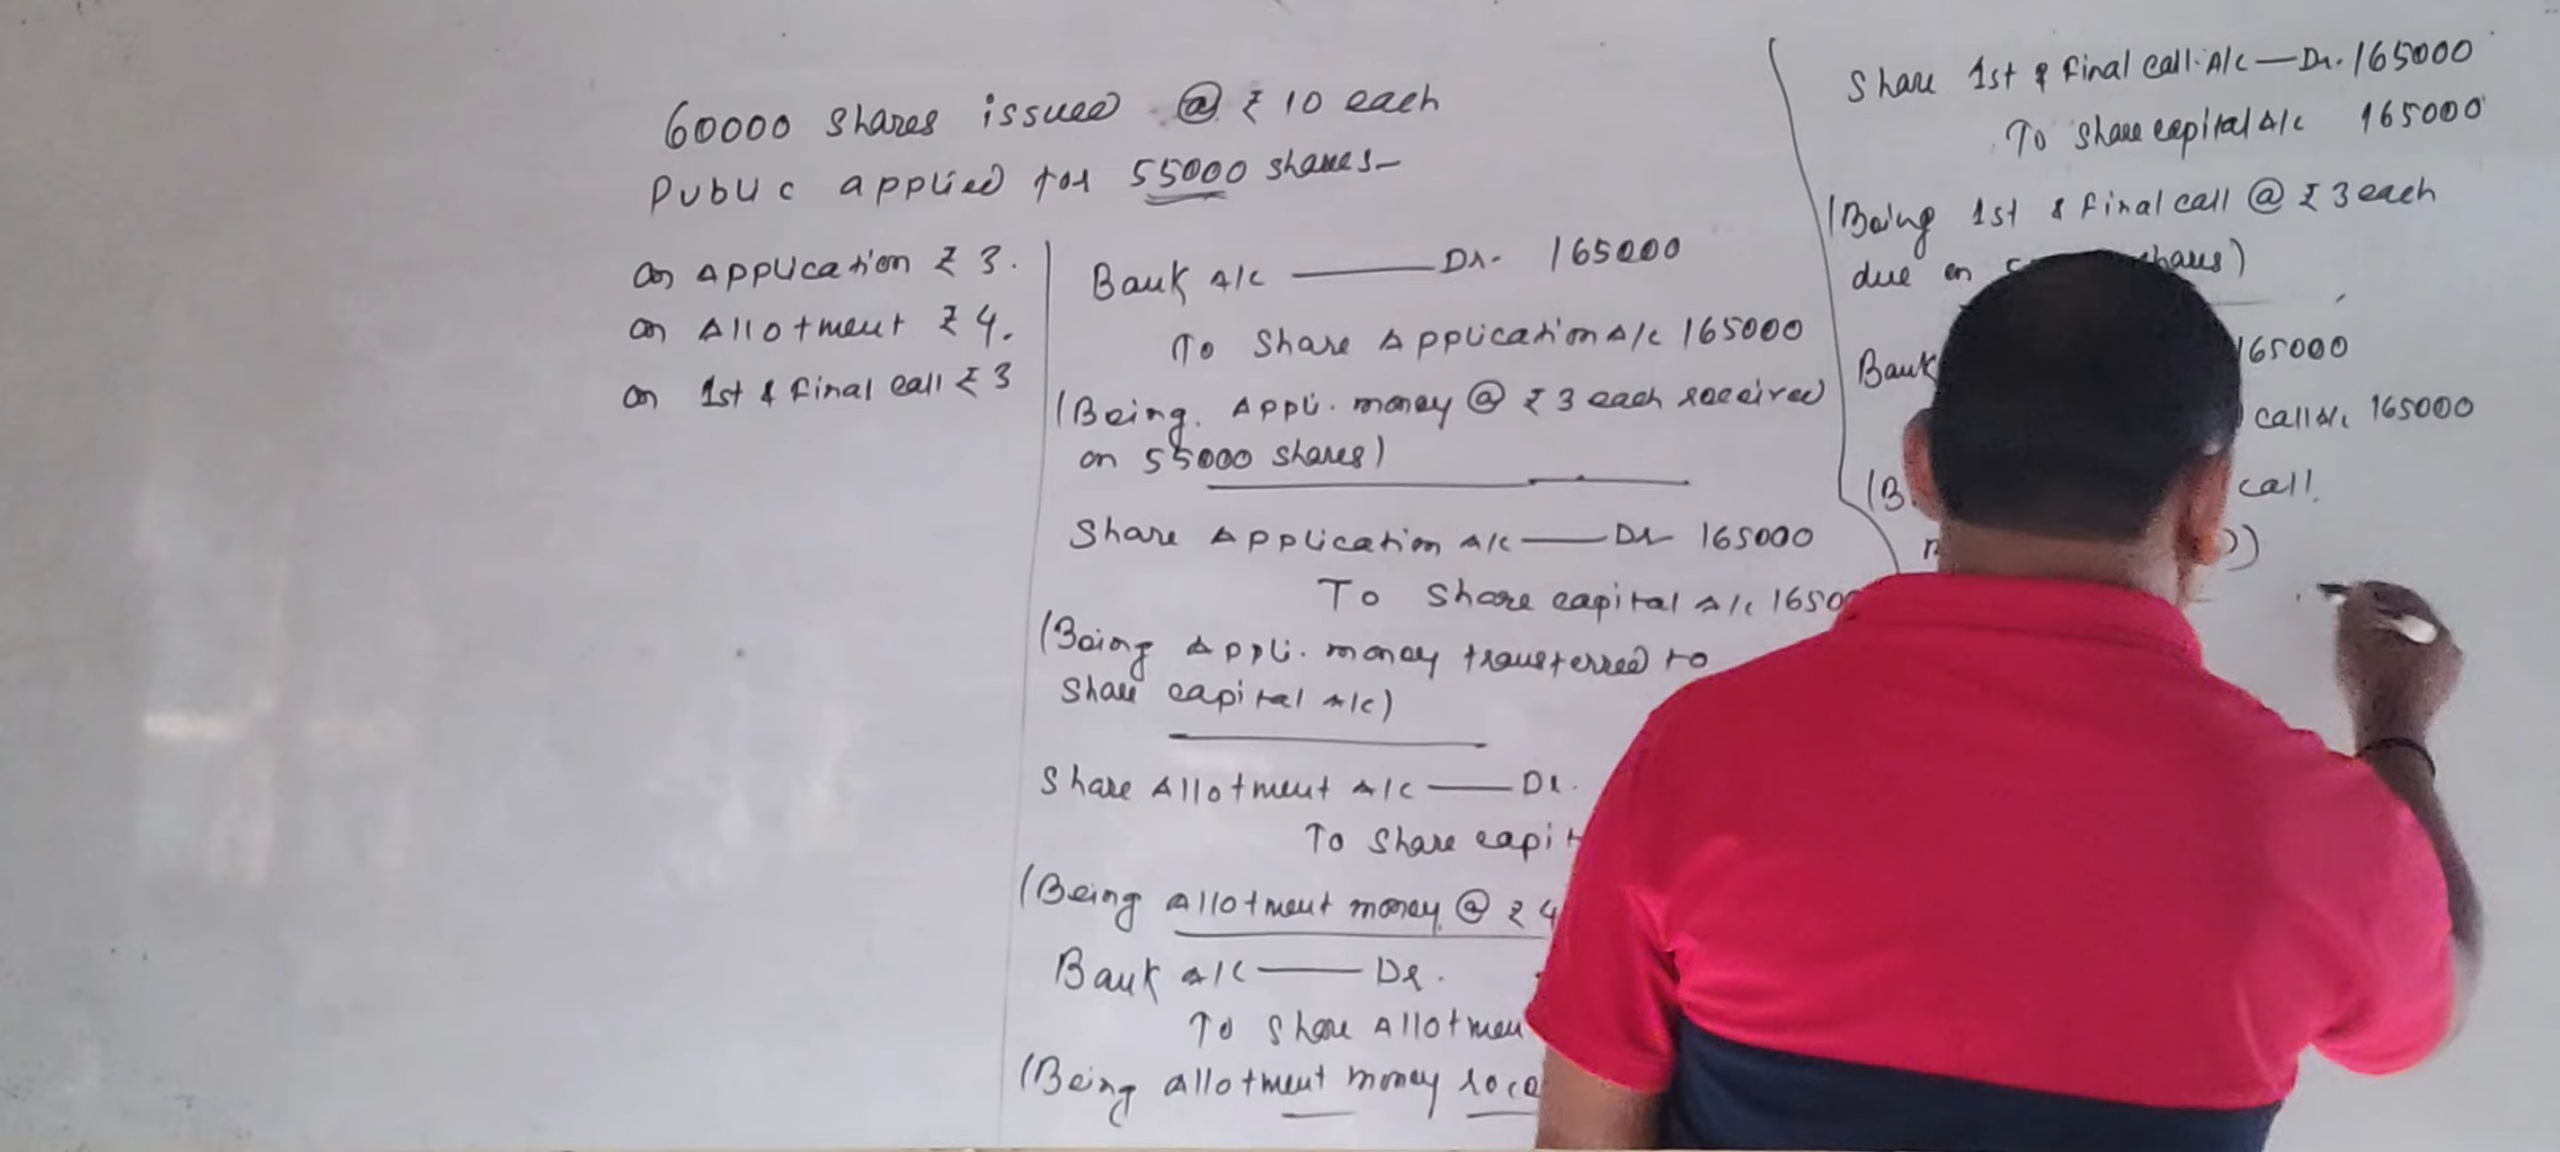 60000 shares issued @ ₹ 10 each
Public applied for 55000 shares-
on Application ₹ 3.
on Allotment ₹ 4.
on 1st & Final call ₹ 3
Bank A/c — Dr. 165000
To Share Application A/c 165000
(Being. Appli. money @ ₹ 3 each received
on 55000 shares)
Share Application A/c — Dr 165000
To Share capital A/c 1650
(Being Appli. money transferred to
Share capital A/c)
Share Allotment A/c — Dr.
To Share capit
(Being Allotment money @ ₹ 4
Bank A/c — Dr.
To Share Allotmen
(Being Allotment money rece
Share 1st & Final call A/c — Dr. 165000
To Share capital A/c 165000
(Being 1st & Final call @ ₹ 3 each
due on shares)
Bank 165000
call A/c 165000
(B call.